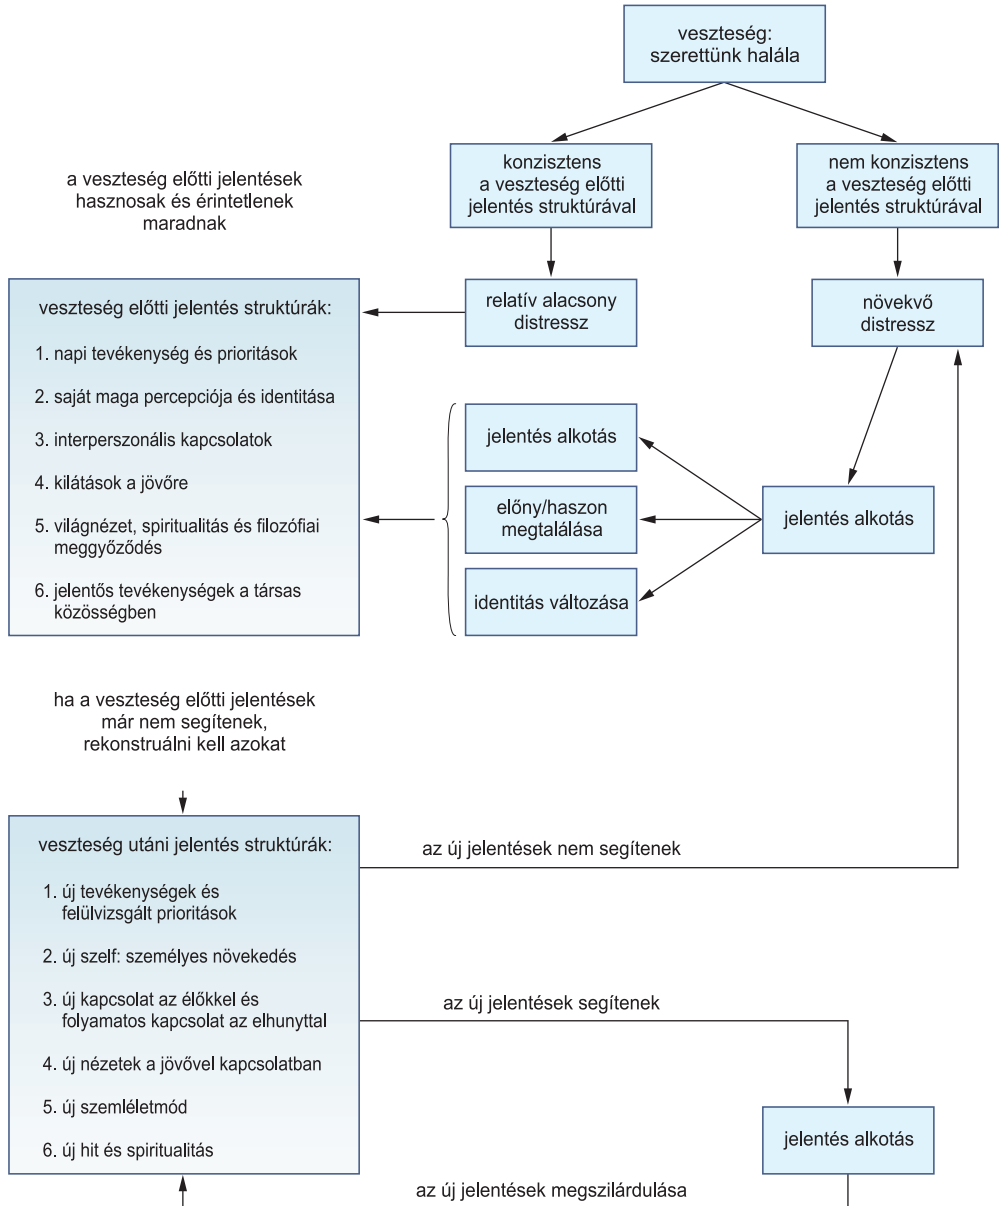 veszteség:
szerettünk halála
konzisztens
a veszteség előtti
jelentés struktúrával
nem konzisztens
a veszteség előtti
jelentés struktúrával
a veszteség előtti jelentések
hasznosak és érintetlenek
maradnak
relatív alacsony
distressz
növekvő
distressz
veszteség előtti jelentés struktúrák:
1. napi tevékenység és prioritások
2. saját maga percepciója és identitása
3. interperszonális kapcsolatok
4. kilátások a jövőre
5. világnézet, spiritualitás és filozófiai
meggyőződés
6. jelentős tevékenységek a társas
közösségben
jelentés alkotás
előny/haszon
megtalálása
identitás változása
jelentés alkotás
ha a veszteség előtti jelentések
már nem segítenek,
rekonstruálni kell azokat
veszteség utáni jelentés struktúrák:
1. új tevékenységek és
felülvizsgált prioritások
2. új szelf: személyes növekedés
3. új kapcsolat az élőkkel és
folyamatos kapcsolat az elhunyttal
4. új nézetek a jövővel kapcsolatban
5. új szemléletmód
6. új hit és spiritualitás
az új jelentések nem segítenek
az új jelentések segítenek
jelentés alkotás
az új jelentések megszilárdulása